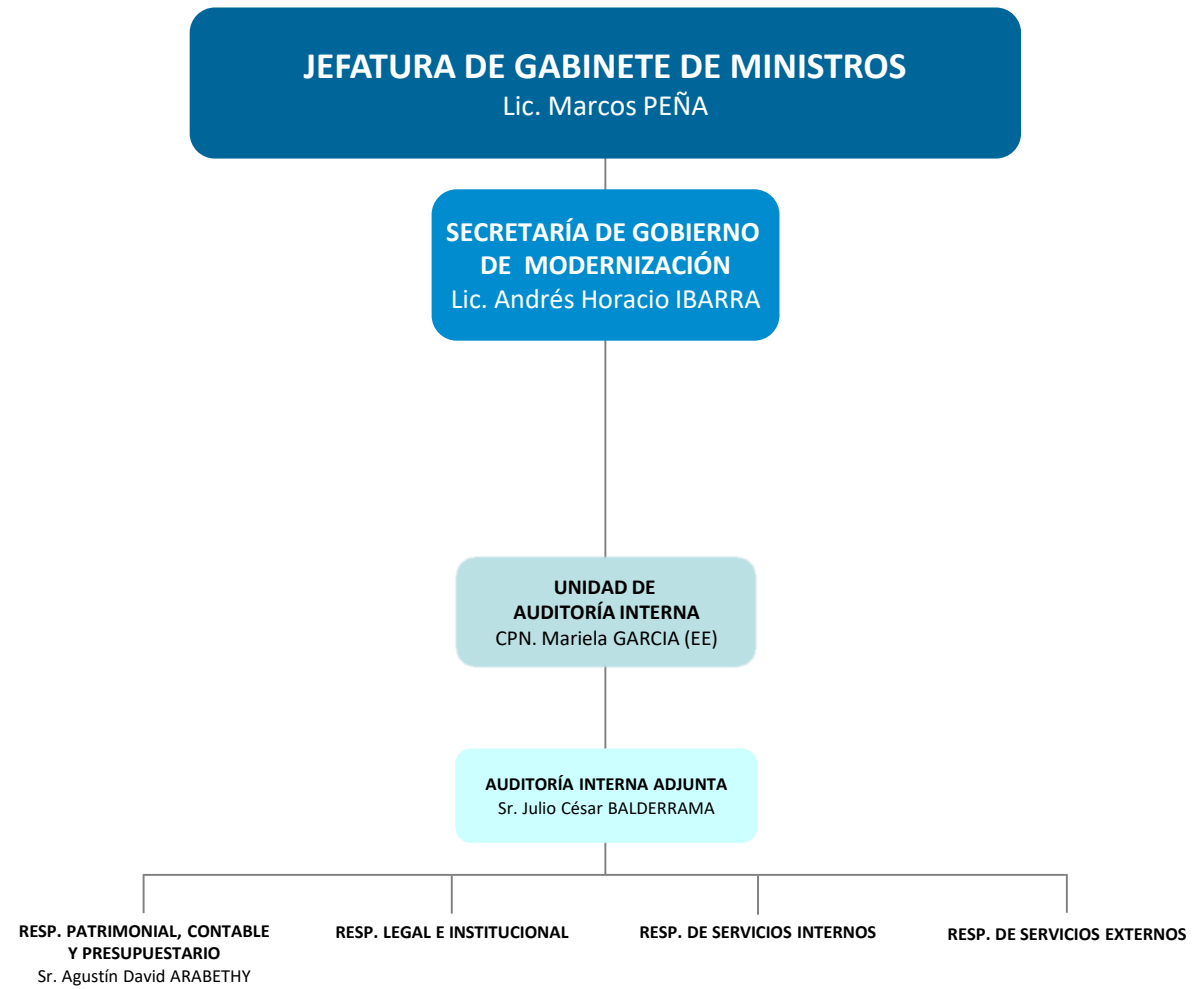 JEFATURA DE GABINETE DE MINISTROS
Lic. Marcos PEÑA
SECRETARÍA DE GOBIERNO
DE MODERNIZACIÓN
Lic. Andrés Horacio IBARRA
UNIDAD DE
AUDITORÍA INTERNA
CPN. Mariela GARCIA (EE)
AUDITORÍA INTERNA ADJUNTA
Sr. Julio César BALDERRAMA
RESP. PATRIMONIAL, CONTABLE
Y PRESUPUESTARIO
Sr. Agustín David ARABETHY
RESP. LEGAL E INSTITUCIONAL
RESP. DE SERVICIOS INTERNOS
RESP. DE SERVICIOS EXTERNOS